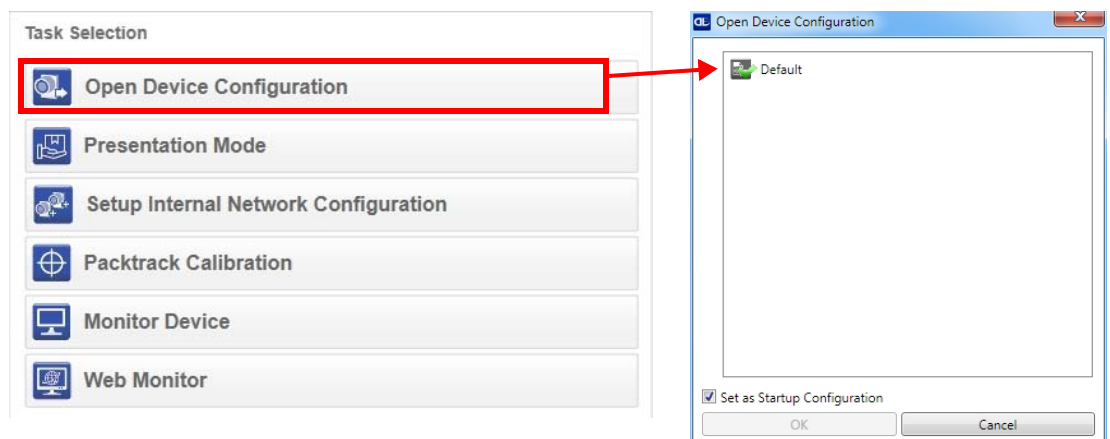 Task Selection
Open Device Configuration
Presentation Mode
Setup Internal Network Configuration
Packtrack Calibration
Monitor Device
Web Monitor
Open Device Configuration
Default
Set as Startup Configuration
OK
Cancel